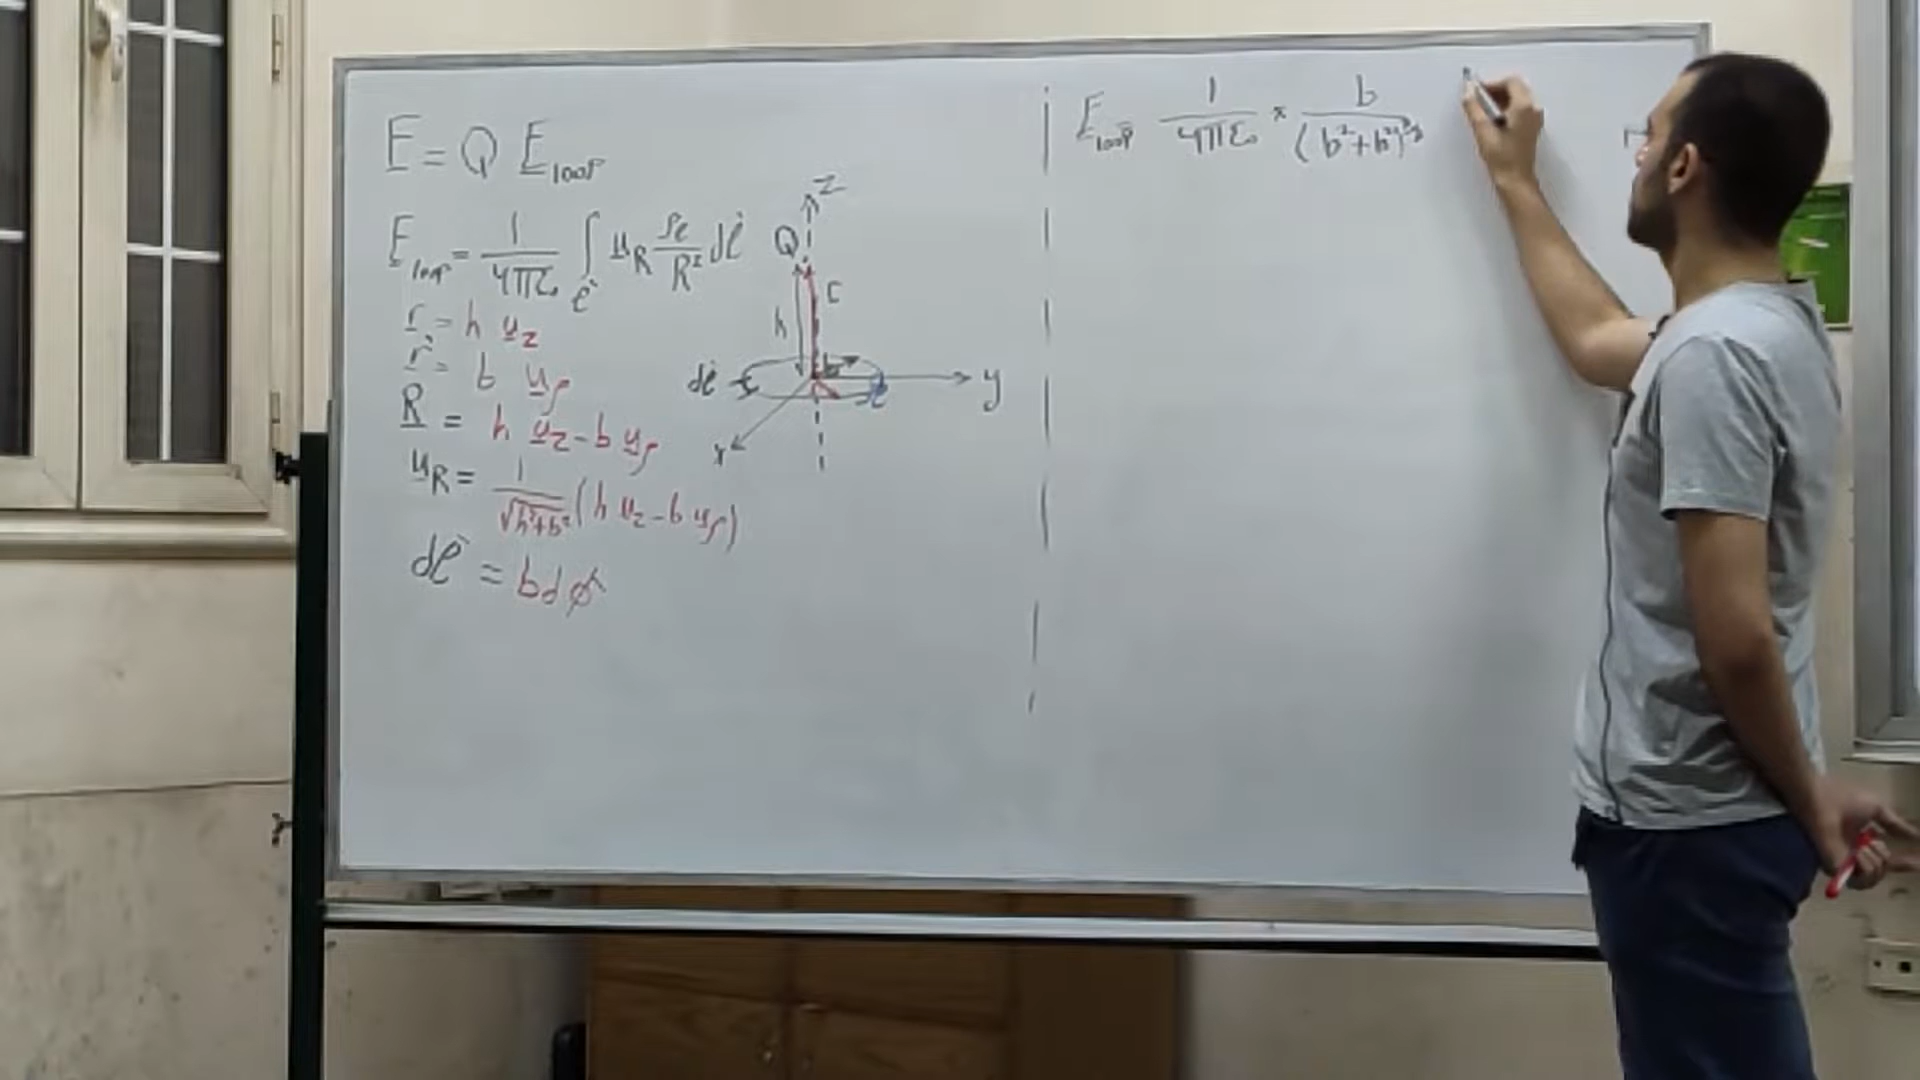 E = Q E_loop
E_loop = 1/4πε₀ ∫_ℓ' u_R ρ_ℓ/R² dℓ'
r = h u_z
r' = b u_ρ
R = h u_z - b u_ρ
u_R = 1/√(h²+b²) (h u_z - b u_ρ)
dℓ' = b dφ'
z
Q
r
h
b
dℓ'
ρ_ℓ
y
x
E_loop 1/4πε₀ × b/(b²+h²)^3/2